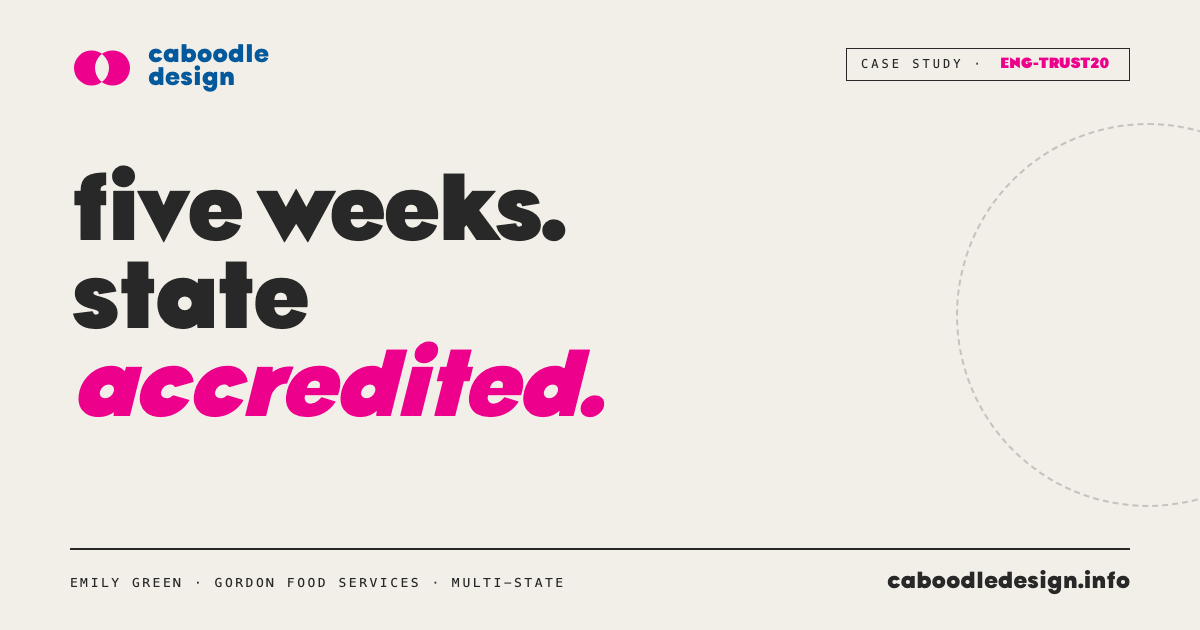 caboodle
design
CASE STUDY · ENG-TRUST20
five weeks.
state
accredited.
EMILY GREEN · GORDON FOOD SERVICES · MULTI-STATE
caboodledesign.info